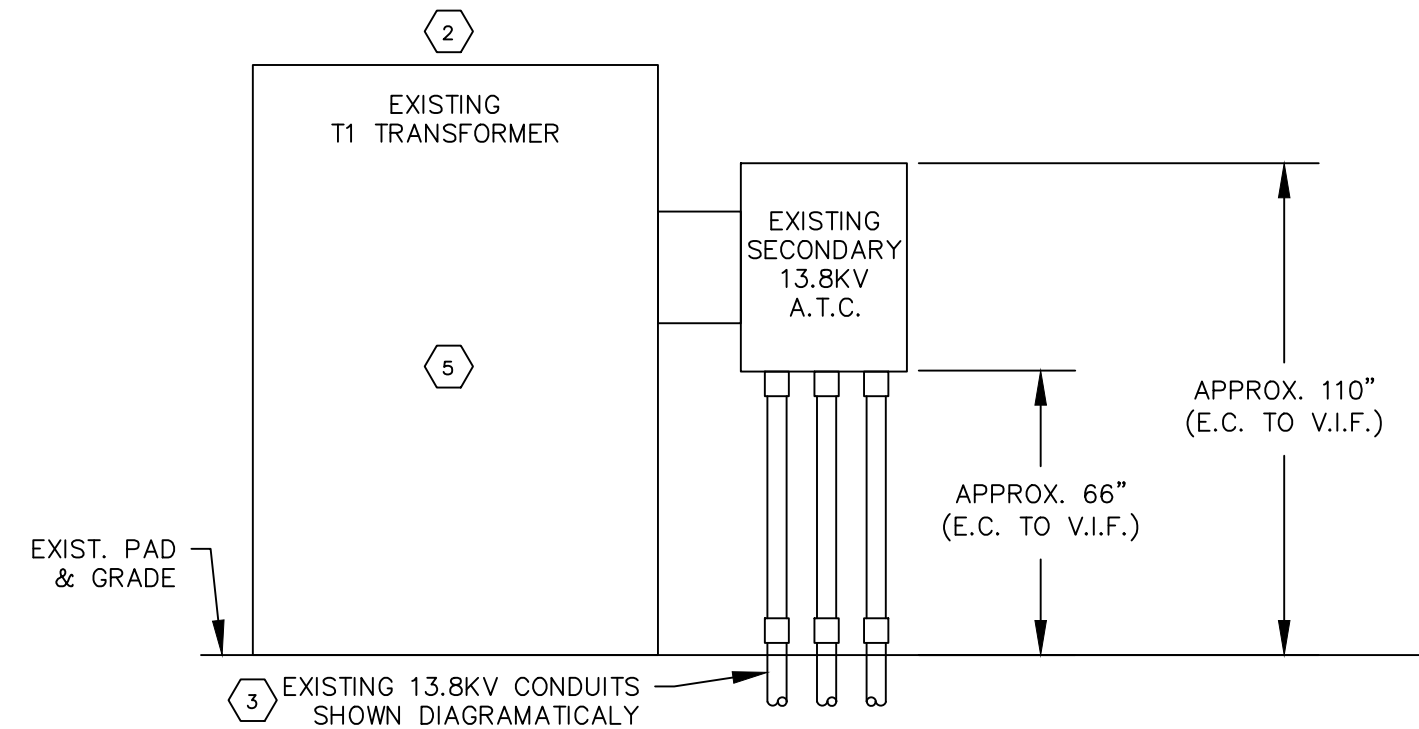 2
EXISTING
T1 TRANSFORMER
EXISTING
SECONDARY
13.8KV
A.T.C.
5
APPROX. 110”
(E.C. TO V.I.F.)
APPROX. 66”
(E.C. TO V.I.F.)
EXIST. PAD
& GRADE
3
EXISTING 13.8KV CONDUITS
SHOWN DIAGRAMATICALY